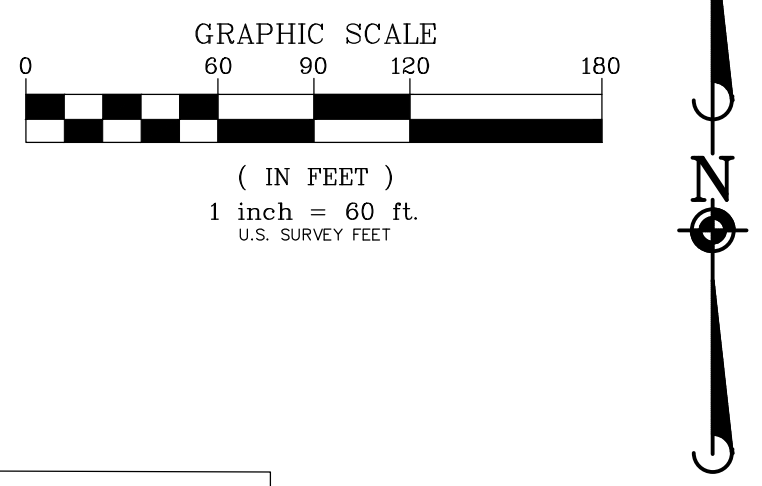 GRAPHIC SCALE
0 60 90 120 180
( IN FEET )
1 inch = 60 ft.
U.S. SURVEY FEET
N